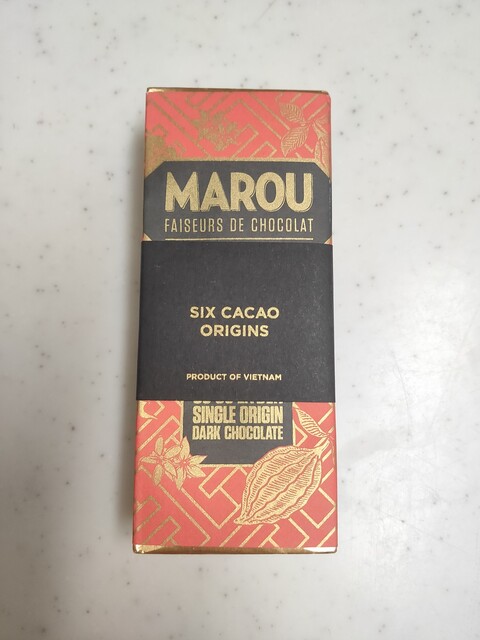 MAROU
FAISEURS DE CHOCOLAT
SIX CACAO
ORIGINS
PRODUCT OF VIETNAM
SINGLE ORIGIN
DARK CHOCOLATE